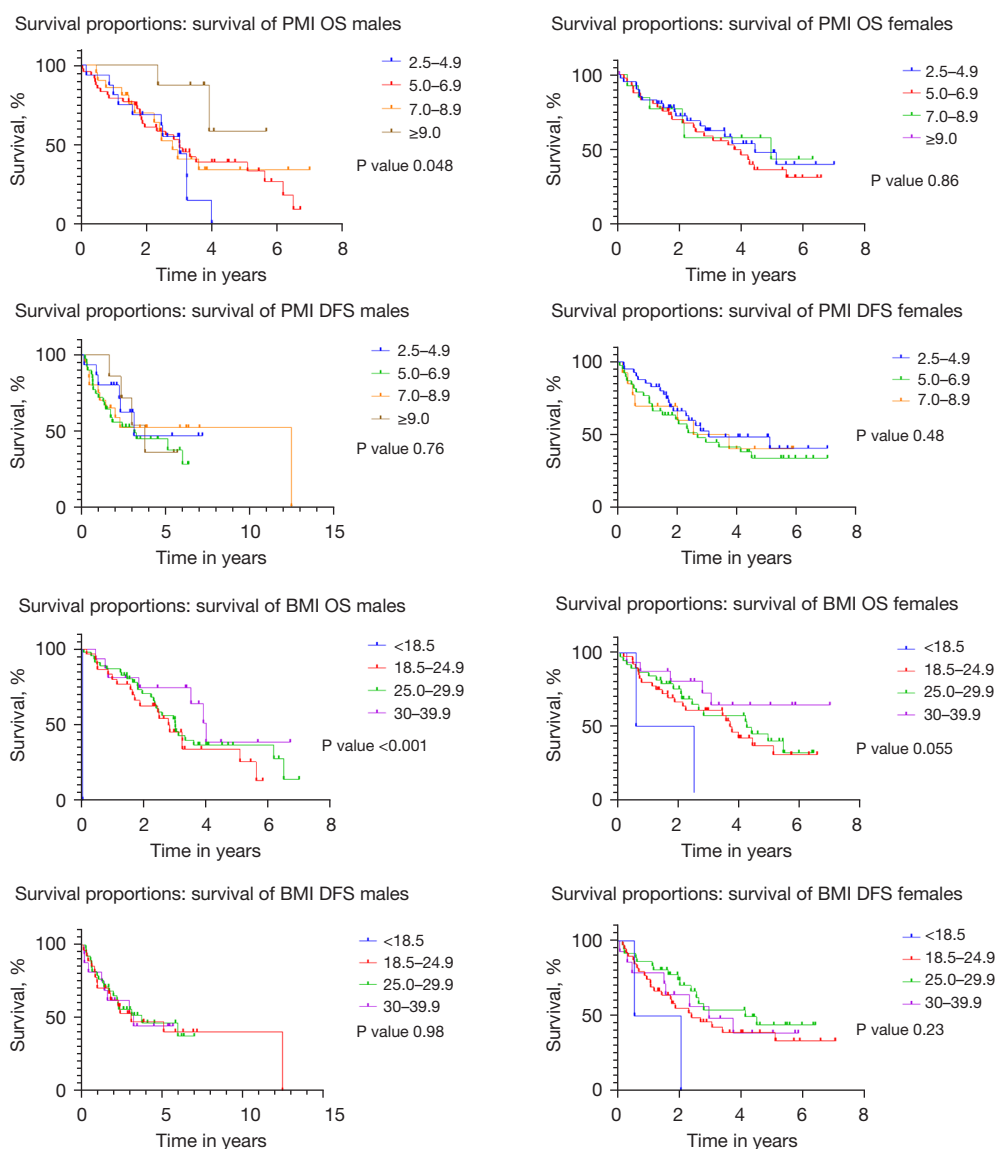 Survival proportions: survival of PMI OS males
Survival, %
100
50
0
0 2 4 6 8
Time in years
2.5–4.9
5.0–6.9
7.0–8.9
≥9.0
P value 0.048
Survival proportions: survival of PMI OS females
Survival, %
100
50
0
0 2 4 6 8
Time in years
2.5–4.9
5.0–6.9
7.0–8.9
≥9.0
P value 0.86
Survival proportions: survival of PMI DFS males
Survival, %
100
50
0
0 5 10 15
Time in years
2.5–4.9
5.0–6.9
7.0–8.9
≥9.0
P value 0.76
Survival proportions: survival of PMI DFS females
Survival, %
100
50
0
0 2 4 6 8
Time in years
2.5–4.9
5.0–6.9
7.0–8.9
P value 0.48
Survival proportions: survival of BMI OS males
Survival, %
100
50
0
0 2 4 6 8
Time in years
<18.5
18.5–24.9
25.0–29.9
30–39.9
P value <0.001
Survival proportions: survival of BMI OS females
Survival, %
100
50
0
0 2 4 6 8
Time in years
<18.5
18.5–24.9
25.0–29.9
30–39.9
P value 0.055
Survival proportions: survival of BMI DFS males
Survival, %
100
50
0
0 5 10 15
Time in years
<18.5
18.5–24.9
25.0–29.9
30–39.9
P value 0.98
Survival proportions: survival of BMI DFS females
Survival, %
100
50
0
0 2 4 6 8
Time in years
<18.5
18.5–24.9
25.0–29.9
30–39.9
P value 0.23